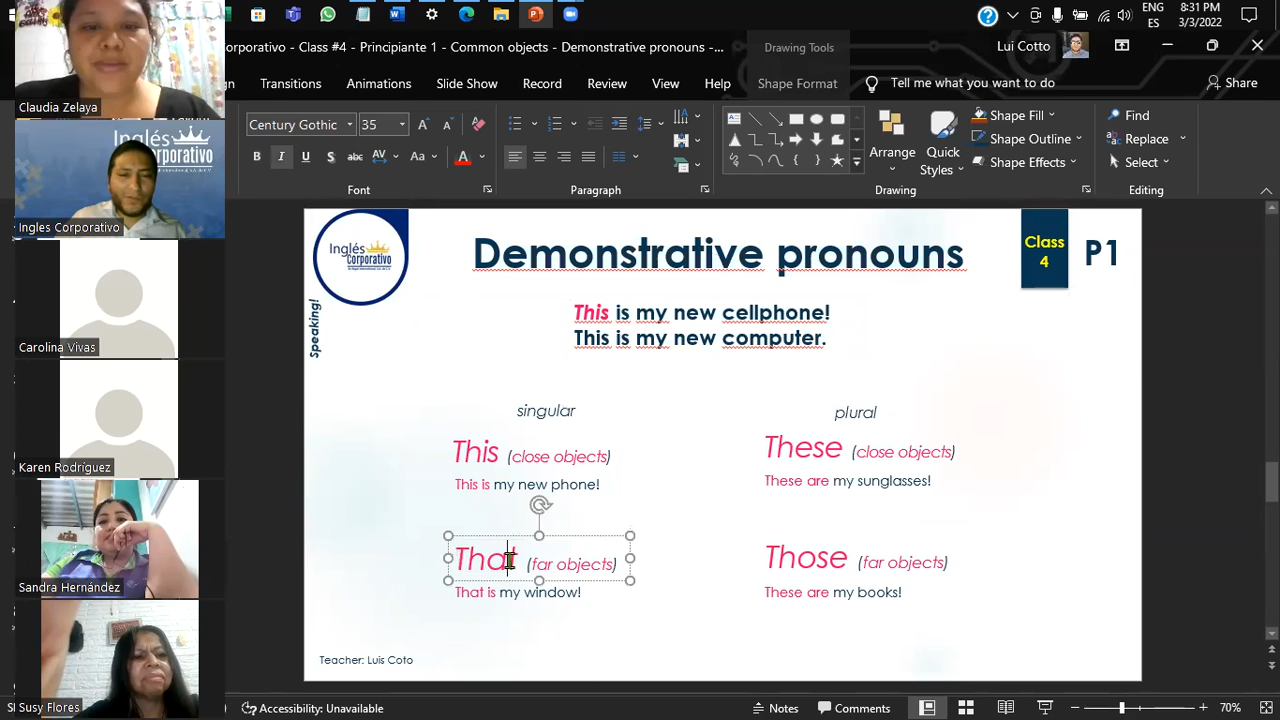 ENG
ES
8:31 PM
3/3/2022
orporativo - Class #4 - Principiante 1 - Common objects - Demonstrative pronouns -...
Drawing Tools
Lui Cotto
Transitions
Animations
Slide Show
Record
Review
View
Help
Shape Format
Tell me what you want to do
Share
Century Gothic
35
Font
Paragraph
Arrange
Quick
Styles
Shape Fill
Shape Outline
Shape Effects
Drawing
Find
Replace
Select
Editing
Claudia Zelaya
Inglés
Corporativo
Ingles Corporativo
Carolina Vivas
Karen Rodríguez
Sandra Hernández
Susy Flores
Inglés
Corporativo
Demonstrative pronouns
Class
4
P1
Speaking!
This is my new cellphone!
This is my new computer.
singular
This (close objects)
This is my new phone!
That (far objects)
That is my window!
plural
These (close objects)
These are my sunglasses!
Those (far objects)
These are my books!
Teacher: Luis Coto
Accessibility: Unavailable
Notes
Comments
70%